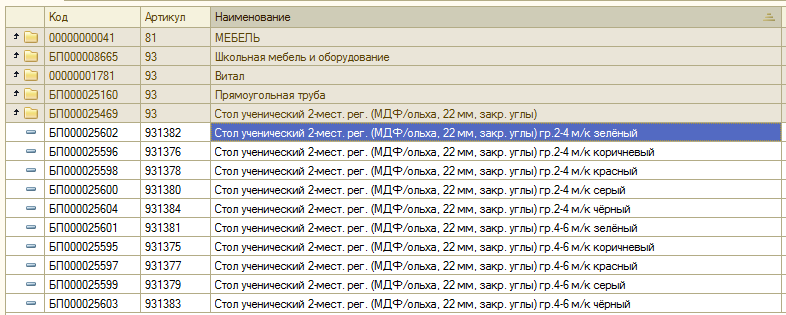 Код Артикул Наименование
00000000041 81 МЕБЕЛЬ
БП000008665 93 Школьная мебель и оборудование
00000001781 93 Витал
БП000025160 93 Прямоугольная труба
БП000025469 93 Стол ученический 2-мест. рег. (МДФ/ольха, 22 мм, закр. углы)
БП000025602 931382 Стол ученический 2-мест. рег. (МДФ/ольха, 22 мм, закр. углы) гр.2-4 м/к зелёный
БП000025596 931376 Стол ученический 2-мест. рег. (МДФ/ольха, 22 мм, закр. углы) гр.2-4 м/к коричневый
БП000025598 931378 Стол ученический 2-мест. рег. (МДФ/ольха, 22 мм, закр. углы) гр.2-4 м/к красный
БП000025600 931380 Стол ученический 2-мест. рег. (МДФ/ольха, 22 мм, закр. углы) гр.2-4 м/к серый
БП000025604 931384 Стол ученический 2-мест. рег. (МДФ/ольха, 22 мм, закр. углы) гр.2-4 м/к чёрный
БП000025601 931381 Стол ученический 2-мест. рег. (МДФ/ольха, 22 мм, закр. углы) гр.4-6 м/к зелёный
БП000025595 931375 Стол ученический 2-мест. рег. (МДФ/ольха, 22 мм, закр. углы) гр.4-6 м/к коричневый
БП000025597 931377 Стол ученический 2-мест. рег. (МДФ/ольха, 22 мм, закр. углы) гр.4-6 м/к красный
БП000025599 931379 Стол ученический 2-мест. рег. (МДФ/ольха, 22 мм, закр. углы) гр.4-6 м/к серый
БП000025603 931383 Стол ученический 2-мест. рег. (МДФ/ольха, 22 мм, закр. углы) гр.4-6 м/к чёрный